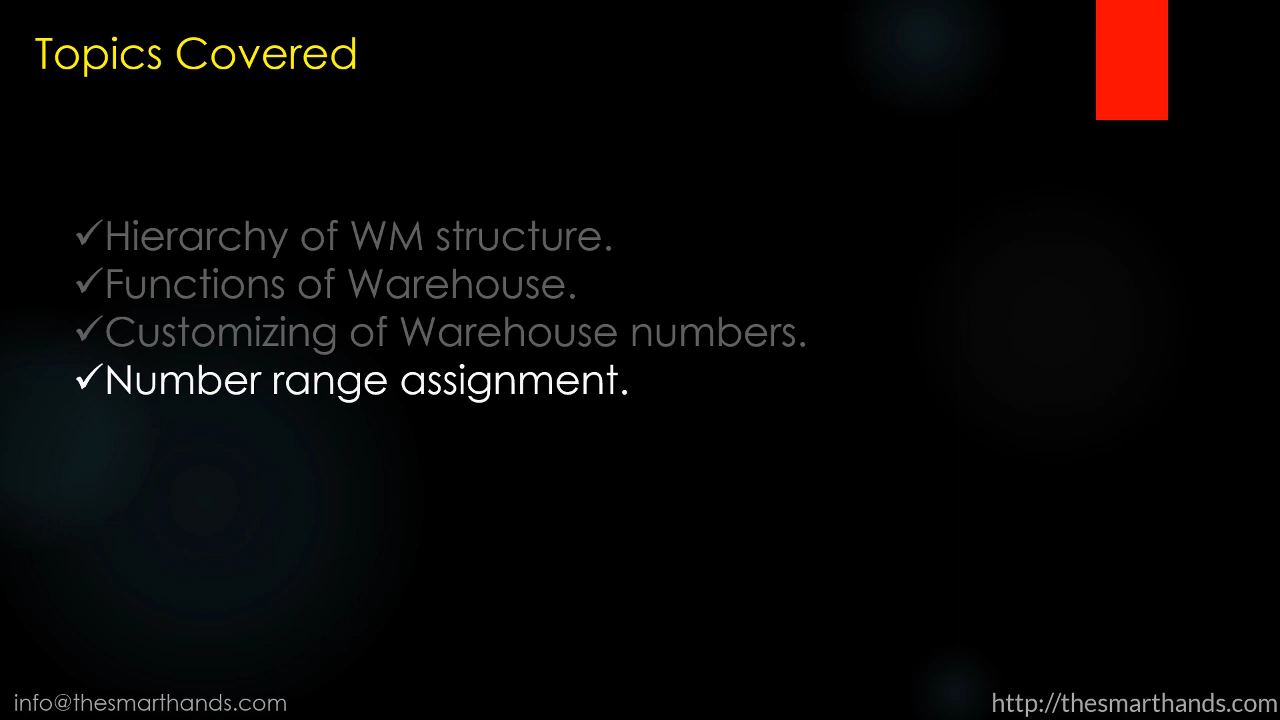 Topics Covered
✓Hierarchy of WM structure.
✓Functions of Warehouse.
✓Customizing of Warehouse numbers.
✓Number range assignment.
info@thesmarthands.com
http://thesmarthands.com